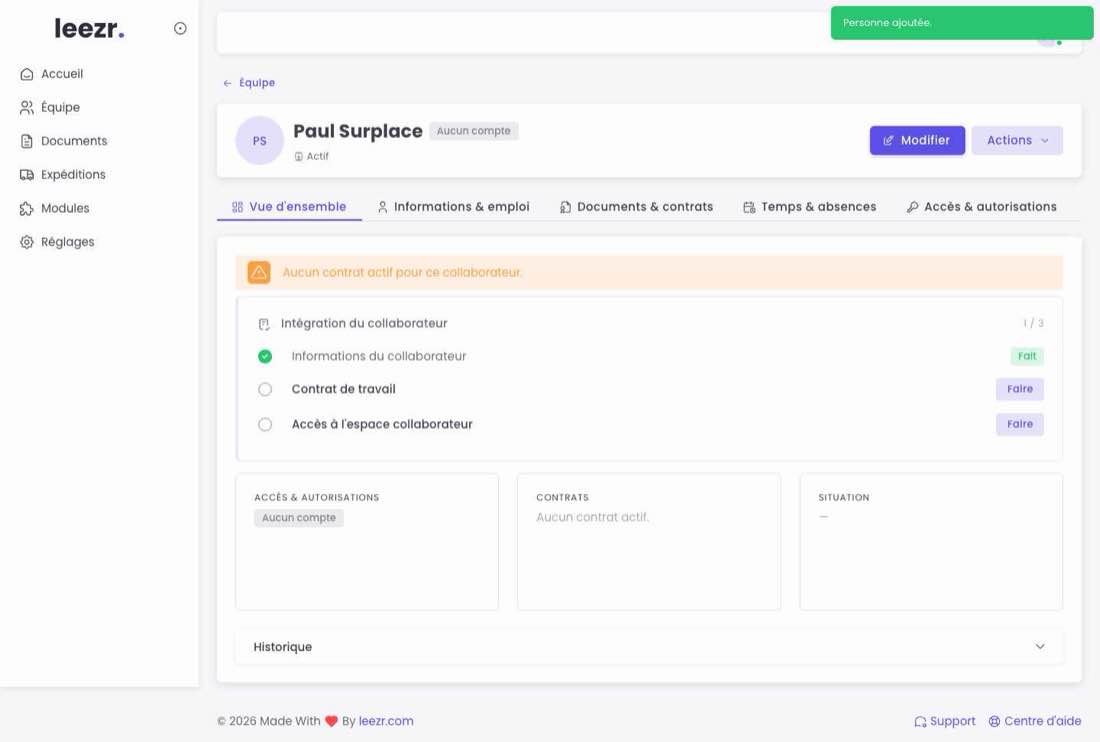 leezr.
Personne ajoutée.
Accueil
Équipe
Documents
Expéditions
Modules
Réglages
← Équipe
PS
Paul Surplace
Aucun compte
Actif
Modifier
Actions
Vue d'ensemble
Informations & emploi
Documents & contrats
Temps & absences
Accès & autorisations
Aucun contrat actif pour ce collaborateur.
Intégration du collaborateur
1 / 3
Informations du collaborateur
Fait
Contrat de travail
Faire
Accès à l'espace collaborateur
Faire
ACCÈS & AUTORISATIONS
Aucun compte
CONTRATS
Aucun contrat actif.
SITUATION
—
Historique
© 2026 Made With ❤ By leezr.com
Support
Centre d'aide